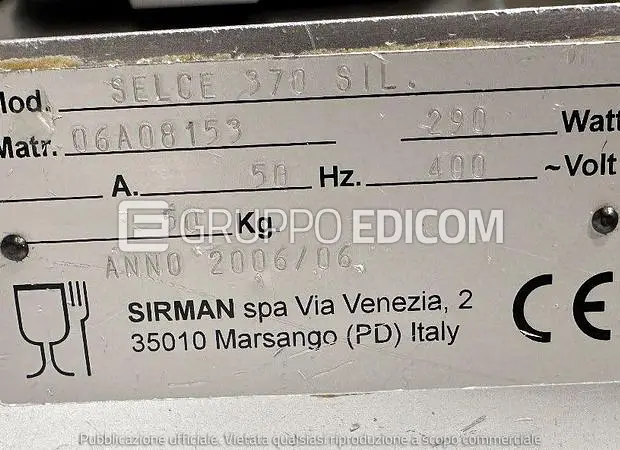 Mod. SELCE 370 SIL.
Matr. 06A08153 290 Watt
A. 50 Hz. 400 ~Volt
Kg.
GRUPPO EDICOM
ANNO 2006/06
SIRMAN spa Via Venezia, 2
35010 Marsango (PD) Italy
CE
Pubblicazione ufficiale. Vietata qualsiasi riproduzione a scopo commerciale